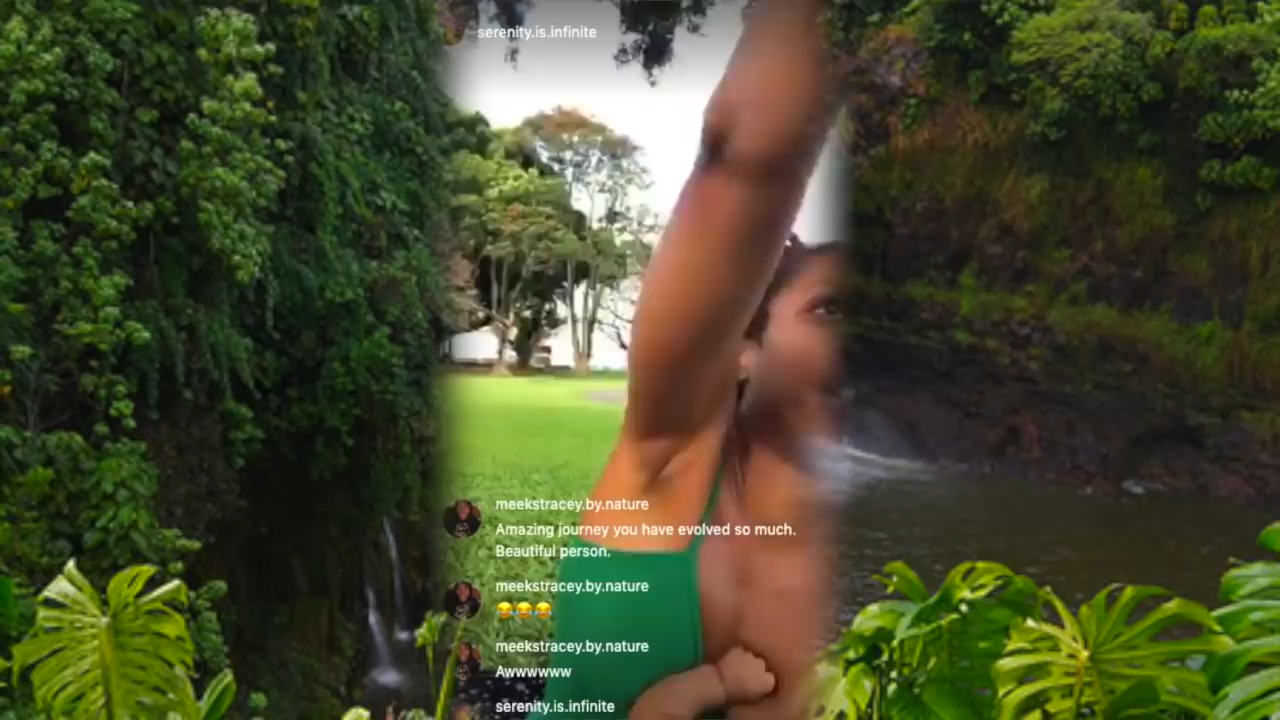 serenity.is.infinite
meekstracey.by.nature
Amazing journey you have evolved so much.
Beautiful person.
meekstracey.by.nature
😂😂😂
meekstracey.by.nature
Awwwwww
serenity.is.infinite